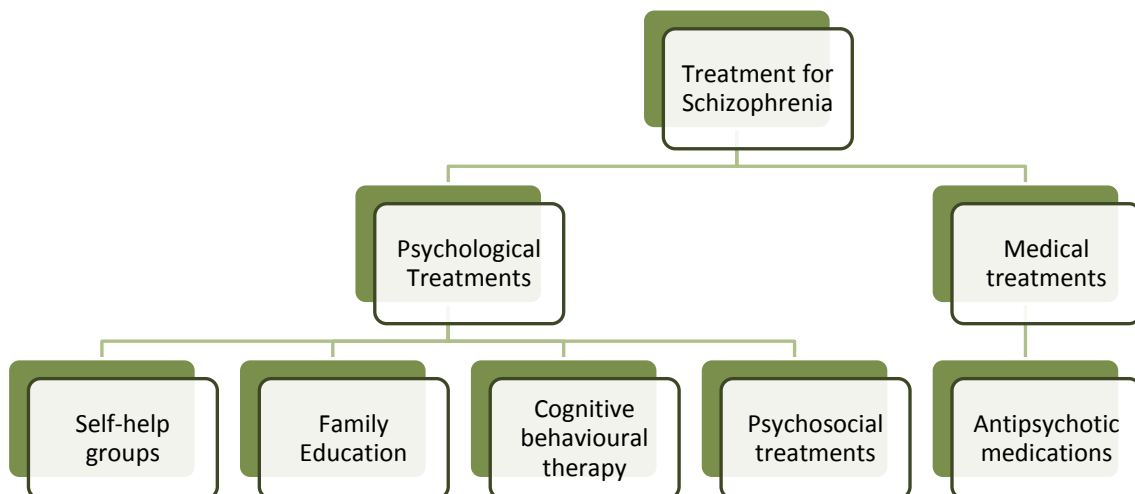 Treatment for
Schizophrenia
Psychological
Treatments
Medical
treatments
Self-help
groups
Family
Education
Cognitive
behavioural
therapy
Psychosocial
treatments
Antipsychotic
medications